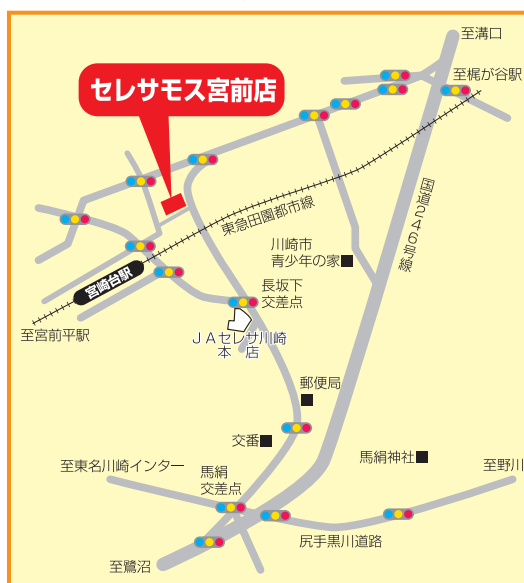 至溝口
至梶が谷駅
セレサモス宮前店
国道246号線
東急田園都市線
川崎市
青少年の家
宮崎台駅
長坂下
交差点
至宮前平駅
JAセレサ川崎
本 店
郵便局
交番
馬絹神社
至野川
至東名川崎インター
馬絹
交差点
尻手黒川道路
至鷺沼